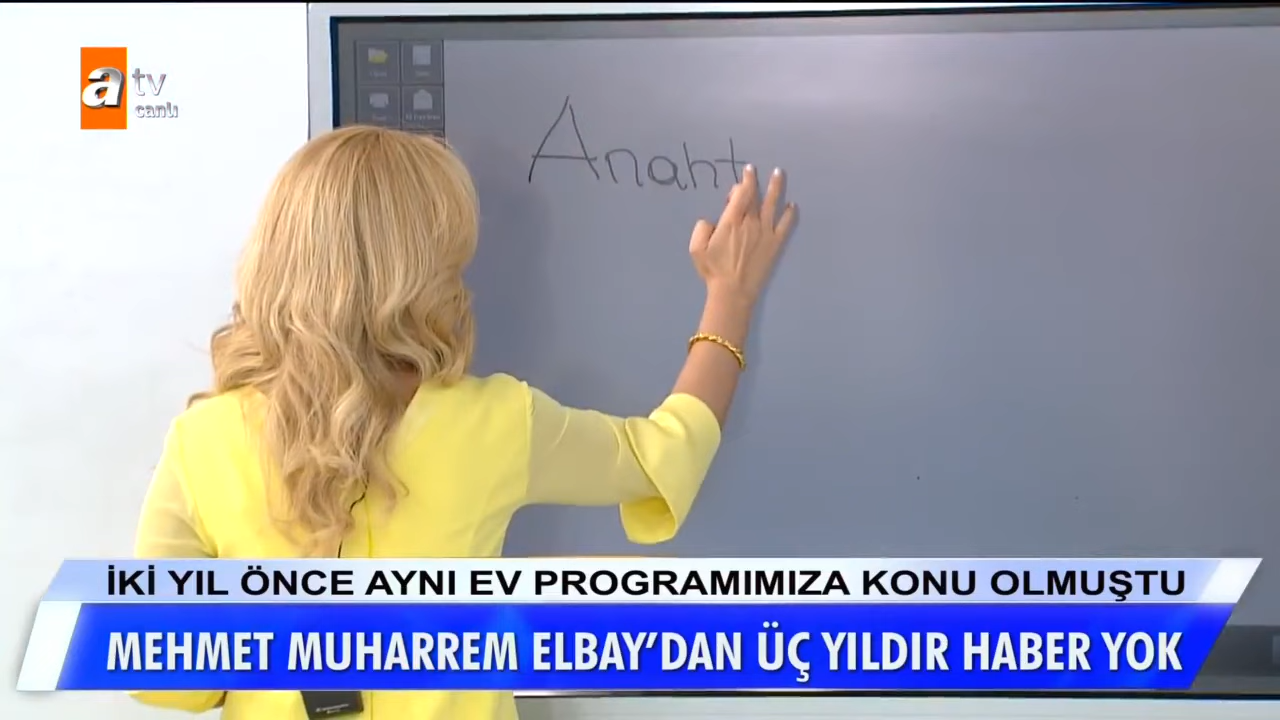 atv
canlı
Anaht
İKİ YIL ÖNCE AYNI EV PROGRAMIMIZA KONU OLMUŞTU
MEHMET MUHARREM ELBAY’DAN ÜÇ YILDIR HABER YOK